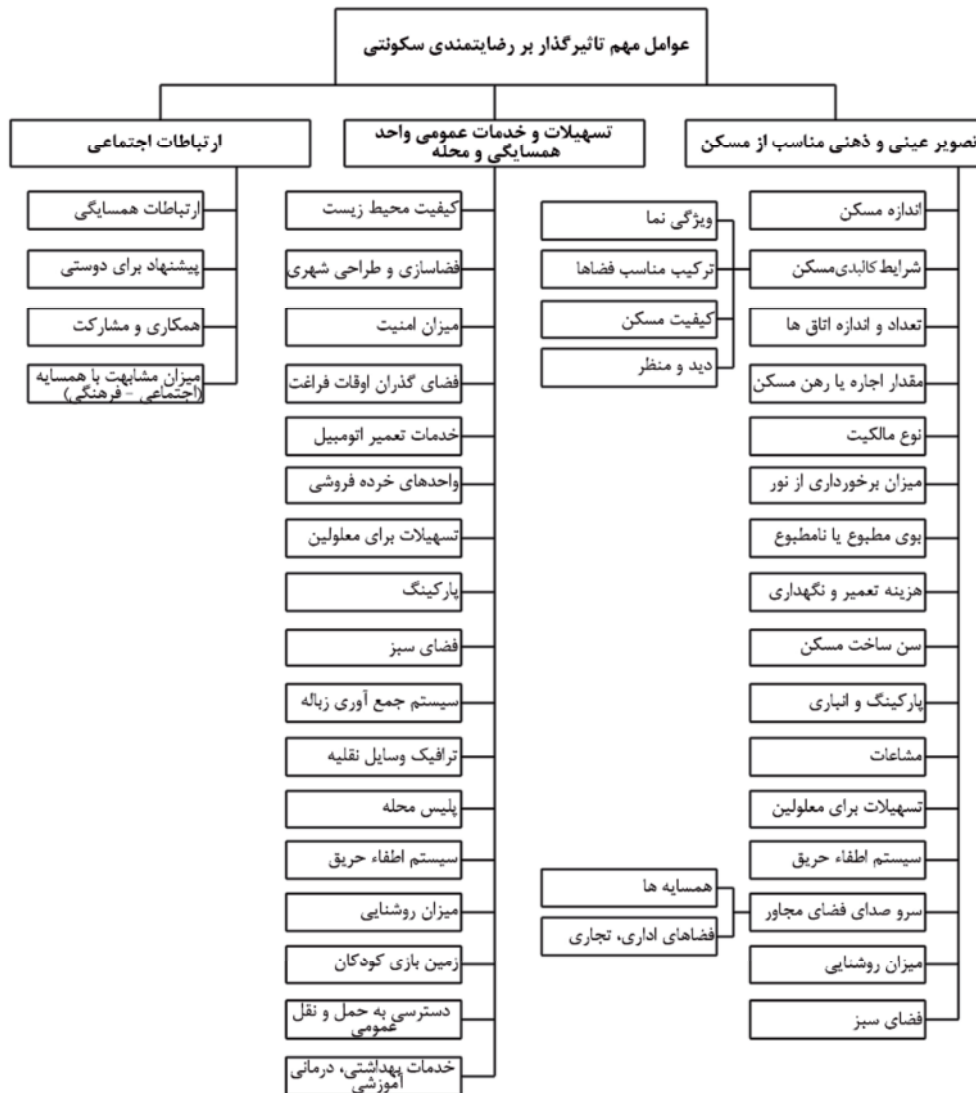 عوامل مهم تاثیرگذار بر رضایتمندی سکونتی
تصویر عینی و ذهنی مناسب از مسکن
اندازه مسکن
شرایط کالبدی مسکن
ویژگی نما
ترکیب مناسب فضاها
کیفیت مسکن
دید و منظر
تعداد و اندازه اتاق ها
مقدار اجاره یا رهن مسکن
نوع مالکیت
میزان برخورداری از نور
بوی مطبوع یا نامطبوع
هزینه تعمیر و نگهداری
سن ساخت مسکن
پارکینگ و انباری
مشاعات
تسهیلات برای معلولین
سیستم اطفاء حریق
سرو صدای فضای مجاور
همسایه ها
فضاهای اداری، تجاری
میزان روشنایی
فضای سبز
تسهیلات و خدمات عمومی واحد
همسایگی و محله
کیفیت محیط زیست
فضاسازی و طراحی شهری
میزان امنیت
فضای گذران اوقات فراغت
خدمات تعمیر اتومبیل
واحدهای خرده فروشی
تسهیلات برای معلولین
پارکینگ
فضای سبز
سیستم جمع آوری زباله
ترافیک وسایل نقلیه
پلیس محله
سیستم اطفاء حریق
میزان روشنایی
زمین بازی کودکان
دسترسی به حمل و نقل
عمومی
خدمات بهداشتی، درمانی
آموزشی
ارتباطات اجتماعی
ارتباطات همسایگی
پیشنهاد برای دوستی
همکاری و مشارکت
میزان مشابهت با همسایه
(اجتماعی - فرهنگی)